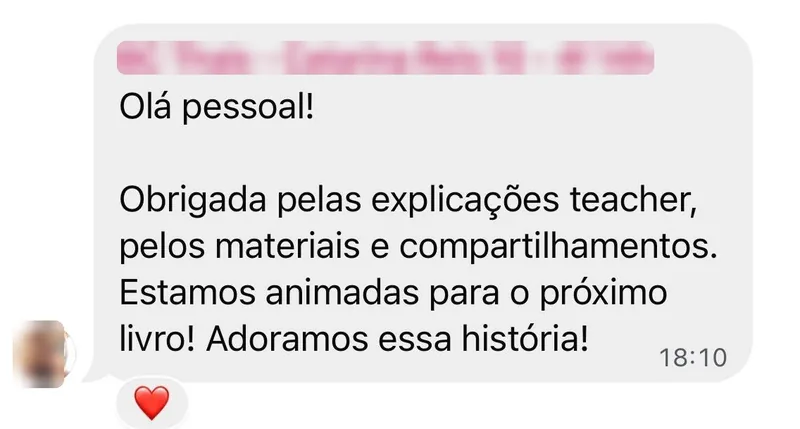 Olá pessoal!
Obrigada pelas explicações teacher,
pelos materiais e compartilhamentos.
Estamos animadas para o próximo
livro! Adoramos essa história!
18:10